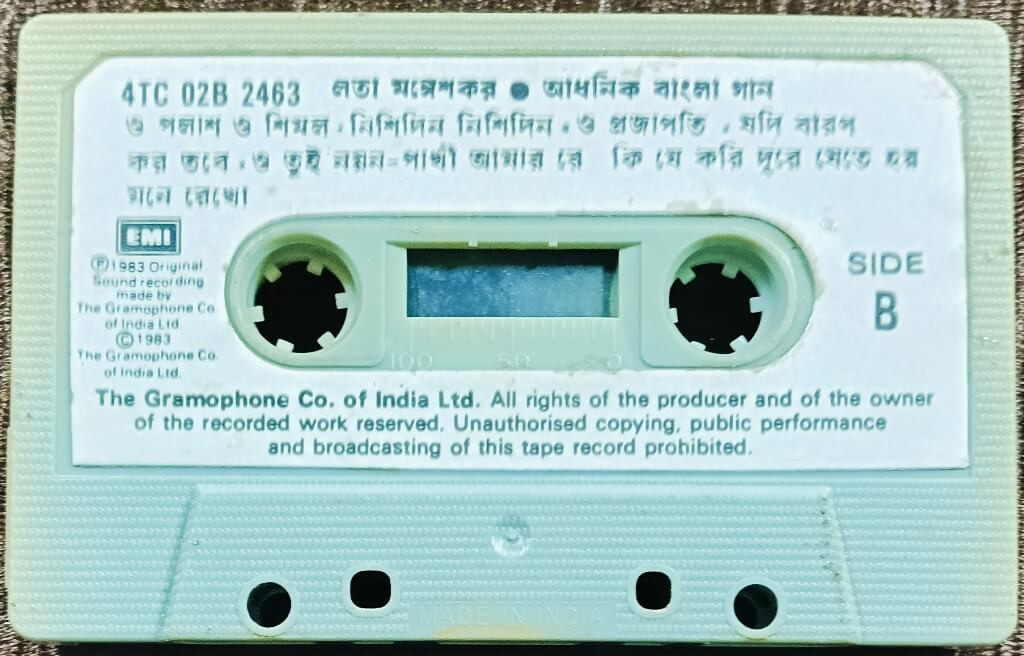 4TC 02B 2463 লতা মঙ্গেশকর ● আধুনিক বাংলা গান
ও পলাশ ও শিমুল · নিশিদিন নিশিদিন · ও প্রজাপতি · যদি বারণ
কর তবে · ও তুই নয়ন-পাখী আমার রে কি যে করি দূরে যেতে হয়
মনে রেখো
EMI
Ⓟ1983 Original
Sound recording
made by
The Gramophone Co.
of India Ltd.
Ⓒ1983
The Gramophone Co.
of India Ltd.
SIDE
B
100 50 0
The Gramophone Co. of India Ltd. All rights of the producer and of the owner
of the recorded work reserved. Unauthorised copying, public performance
and broadcasting of this tape record prohibited.
MADE IN INDIA